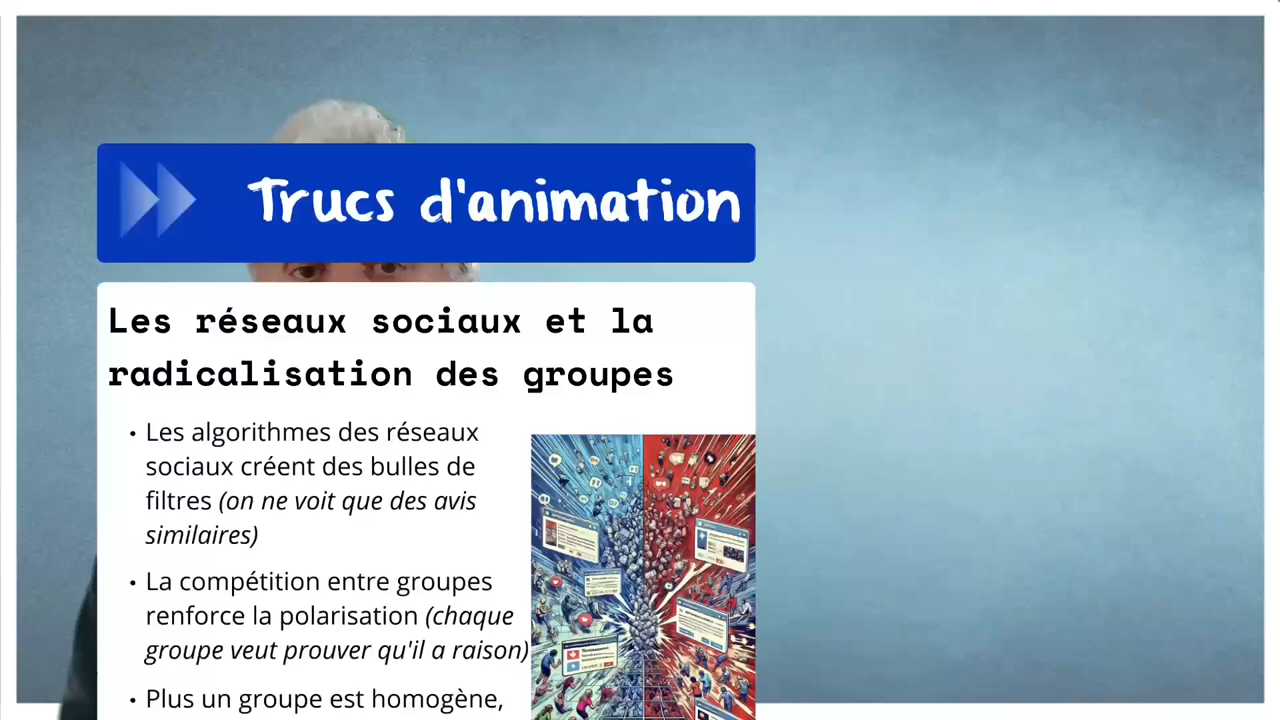 Trucs d'animation
Les réseaux sociaux et la
radicalisation des groupes
• Les algorithmes des réseaux
sociaux créent des bulles de
filtres (on ne voit que des avis
similaires)
• La compétition entre groupes
renforce la polarisation (chaque
groupe veut prouver qu'il a raison)
• Plus un groupe est homogène,